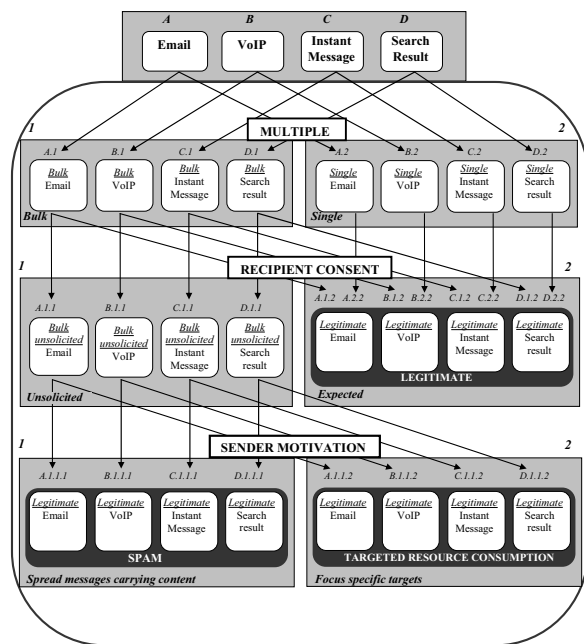 A B C D
Email VoIP Instant Message Search Result
1 MULTIPLE 2
A.1 B.1 C.1 D.1 A.2 B.2 C.2 D.2
Bulk Email Bulk VoIP Bulk Instant Message Bulk Search result Single Email Single VoIP Single Instant Message Single Search result
Bulk Single
1 RECIPIENT CONSENT 2
A.1.2 A.2.2 B.1.2 B.2.2 C.1.2 C.2.2 D.1.2 D.2.2
A.1.1 B.1.1 C.1.1 D.1.1
Bulk unsolicited Email Bulk unsolicited VoIP Bulk unsolicited Instant Message Bulk unsolicited Search result
Legitimate Email Legitimate VoIP Legitimate Instant Message Legitimate Search result
LEGITIMATE
Unsolicited Expected
1 SENDER MOTIVATION 2
A.1.1.1 B.1.1.1 C.1.1.1 D.1.1.1 A.1.1.2 B.1.1.2 C.1.1.2 D.1.1.2
Legitimate Email Legitimate VoIP Legitimate Instant Message Legitimate Search result Legitimate Email Legitimate VoIP Legitimate Instant Message Legitimate Search result
SPAM TARGETED RESOURCE CONSUMPTION
Spread messages carrying content Focus specific targets